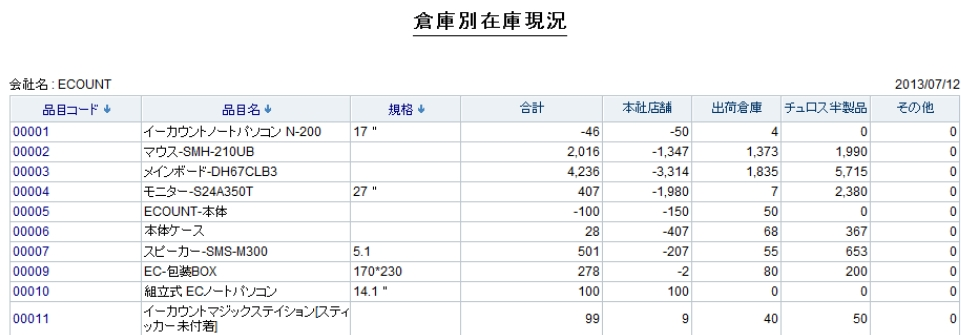 倉庫別在庫現況
会社名 : ECOUNT 2013/07/12
品目コード ↓ 品目名 ↓ 規格 ↓ 合計 本社店舗 出荷倉庫 チュロス半製品 その他
00001 イーカウントノートパソコン N-200 17 " -46 -50 4 0 0
00002 マウス-SMH-210UB 2,016 -1,347 1,373 1,990 0
00003 メインボード-DH67CLB3 4,236 -3,314 1,835 5,715 0
00004 モニター-S24A350T 27 " 407 -1,980 7 2,380 0
00005 ECOUNT-本体 -100 -150 50 0 0
00006 本体ケース 28 -407 68 367 0
00007 スピーカー-SMS-M300 5.1 501 -207 55 653 0
00009 EC-包装BOX 170*230 278 -2 80 200 0
00010 組立式 ECノートパソコン 14.1 " 100 100 0 0 0
00011 イーカウントマジックステイション[スティ 99 9 40 50 0
ッカー未付着]